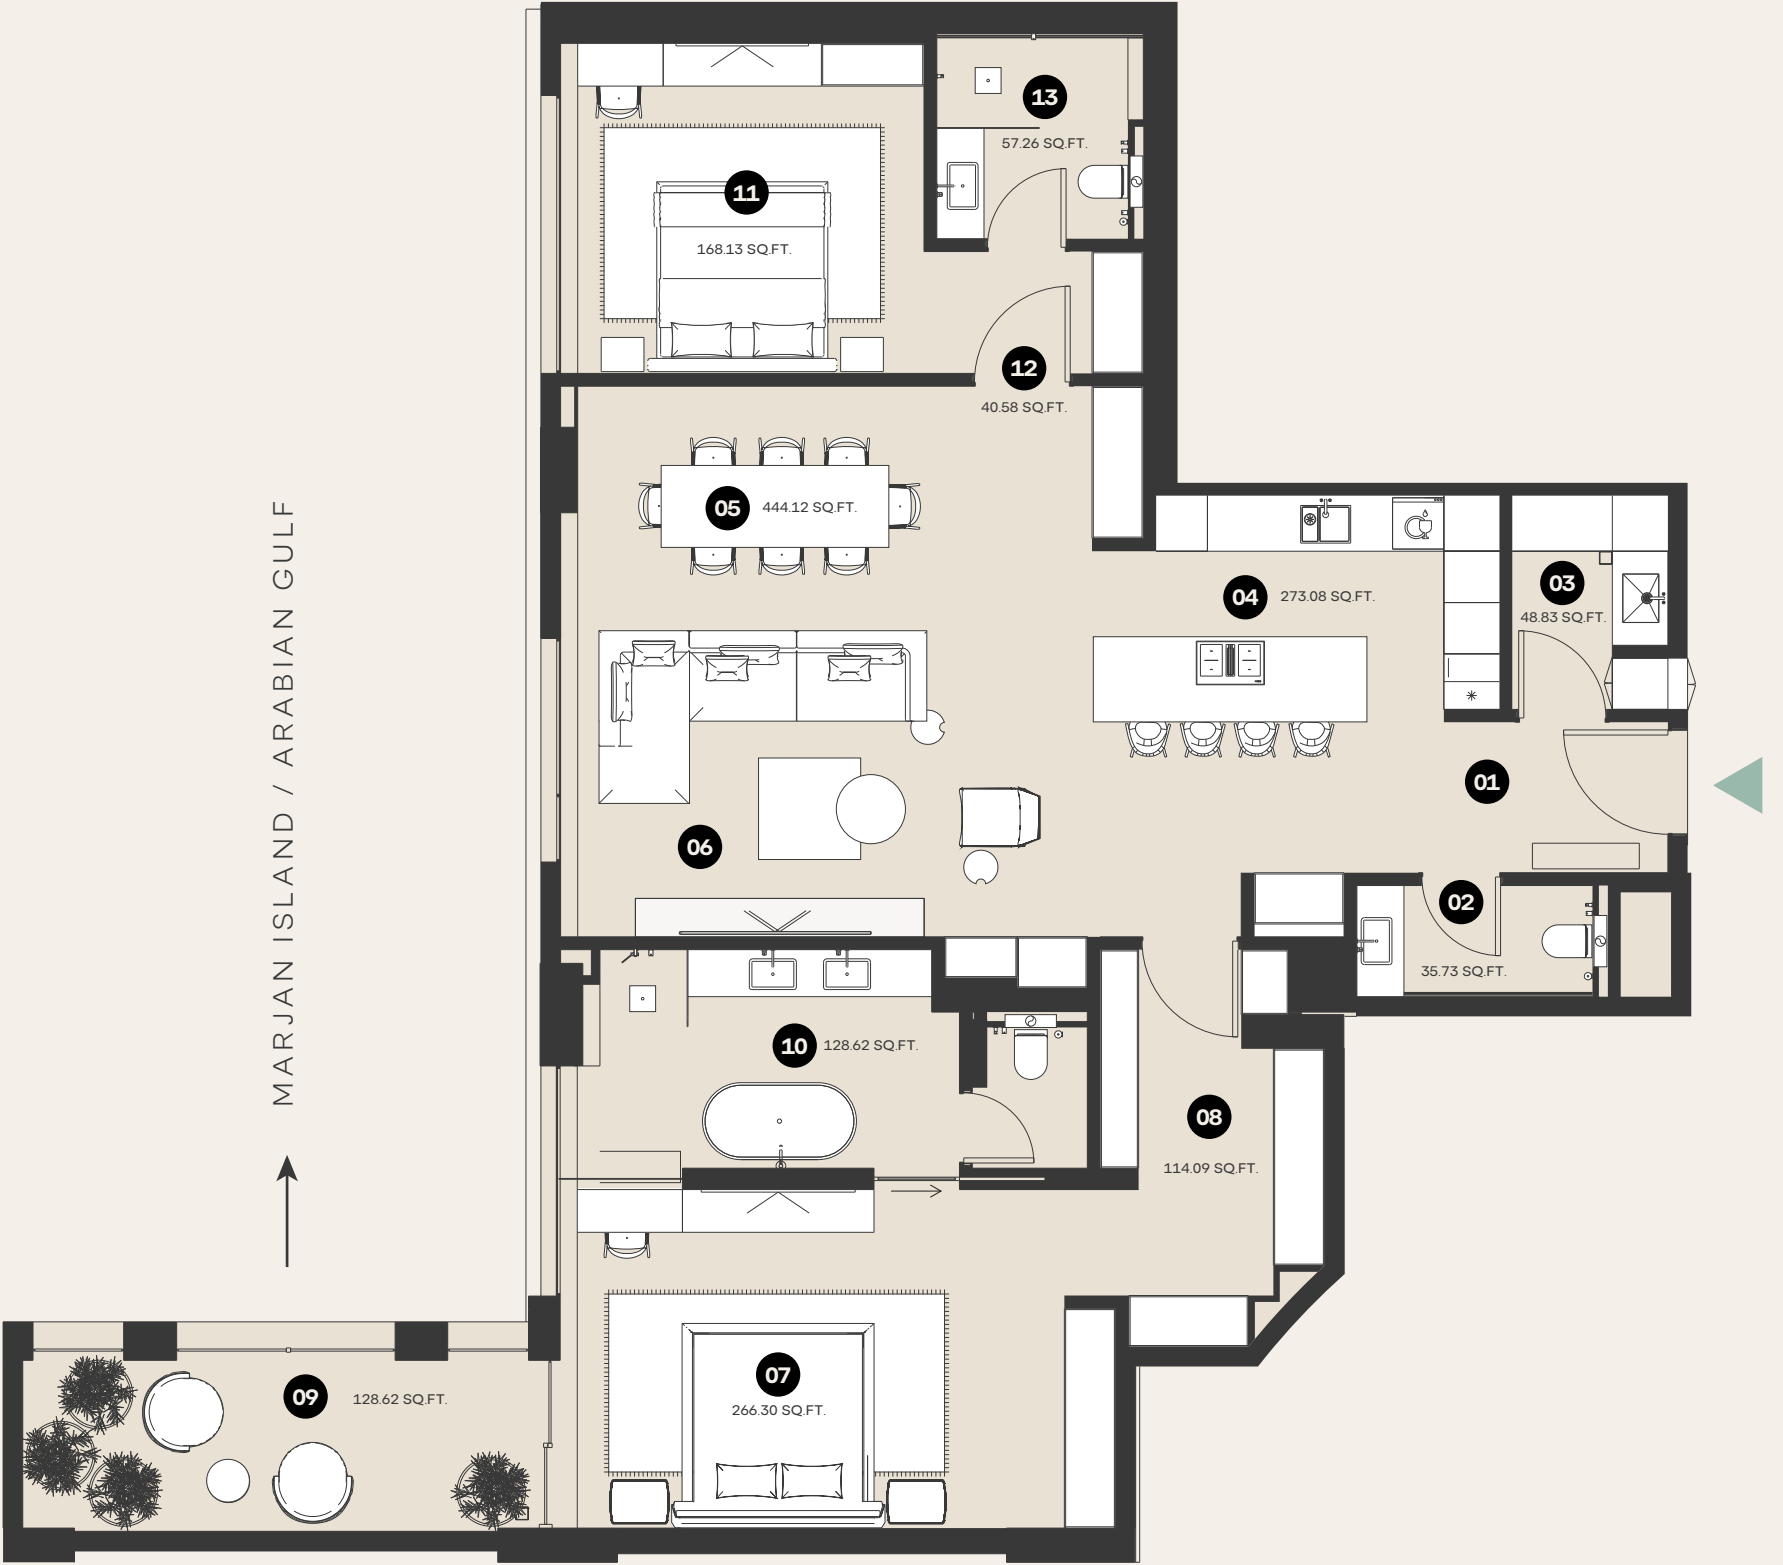 13
57.26 SQ.FT.
11
168.13 SQ.FT.
12
40.58 SQ.FT.
05 444.12 SQ.FT.
04 273.08 SQ.FT.
03
48.83 SQ.FT.
01
06
02
35.73 SQ.FT.
10 128.62 SQ.FT.
08
114.09 SQ.FT.
MARJAN ISLAND / ARABIAN GULF
07
266.30 SQ.FT.
09 128.62 SQ.FT.